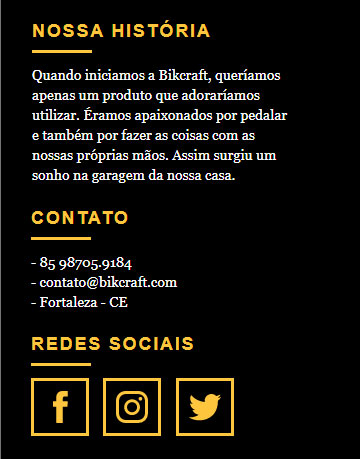 NOSSA HISTÓRIA
Quando iniciamos a Bikcraft, queríamos
apenas um produto que adoraríamos
utilizar. Éramos apaixonados por pedalar
e também por fazer as coisas com as
nossas próprias mãos. Assim surgiu um
sonho na garagem da nossa casa.
CONTATO
- 85 98705.9184
- contato@bikcraft.com
- Fortaleza - CE
REDES SOCIAIS